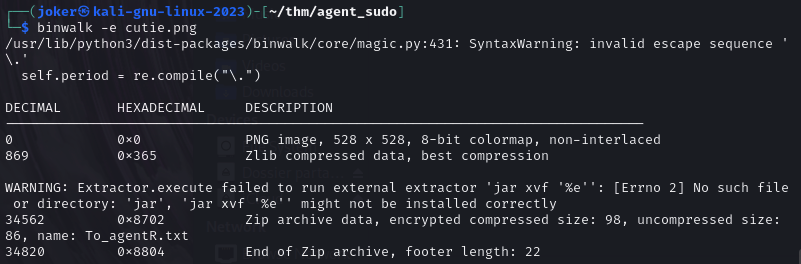 ┌──(joker㉿kali-gnu-linux-2023)-[~/thm/agent_sudo]
└─$ binwalk -e cutie.png
/usr/lib/python3/dist-packages/binwalk/core/magic.py:431: SyntaxWarning: invalid escape sequence '
\.'
  self.period = re.compile("\.")
Downloads
DECIMAL       HEXADECIMAL     DESCRIPTION
--------------------------------------------------------------------------------
0             0x0             PNG image, 528 x 528, 8-bit colormap, non-interlaced
869           0x365           Zlib compressed data, best compression
WARNING: Extractor.execute failed to run external extractor 'jar xvf '%e'': [Errno 2] No such file
 or directory: 'jar', 'jar xvf '%e'' might not be installed correctly
Network
34562         0x8702          Zip archive data, encrypted compressed size: 98, uncompressed size:
86, name: To_agentR.txt
34820         0x8804          End of Zip archive, footer length: 22